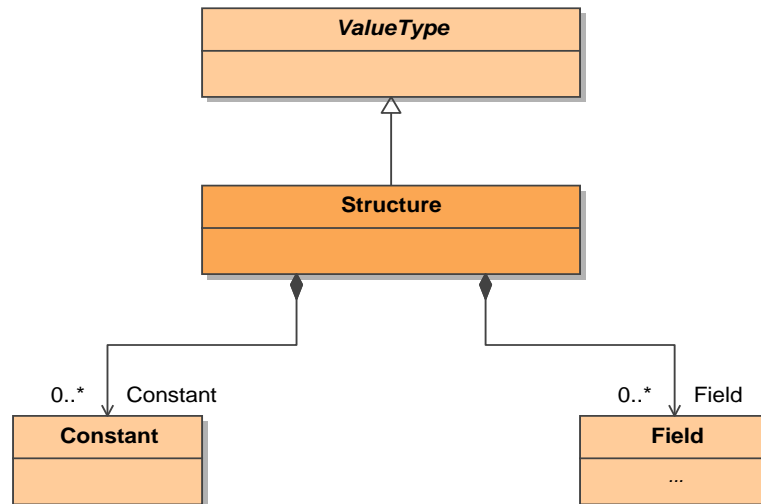 ValueType
Structure
0..* Constant
0..* Field
Constant
Field
...